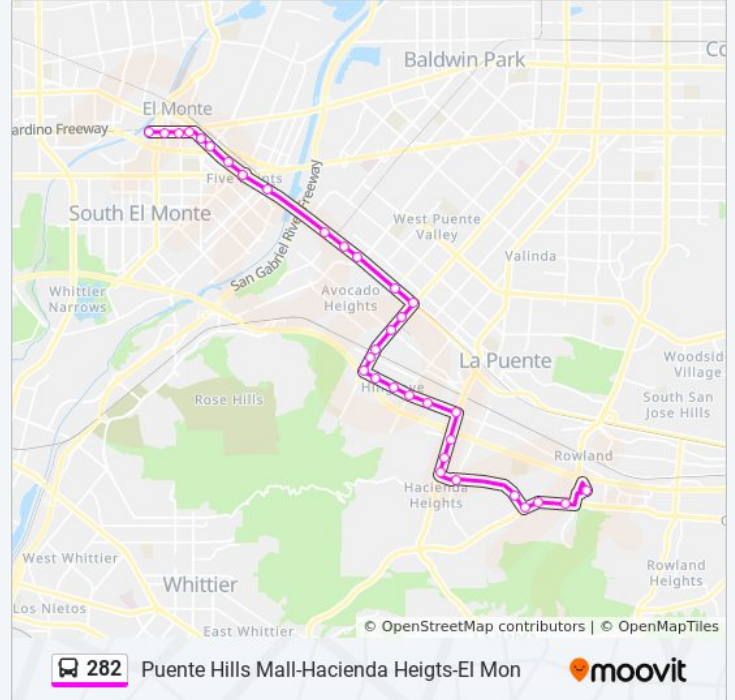 Baldwin Park
Co
El Monte
ardino Freeway
Five Points
South El Monte
San Gabriel River Freeway
West Puente
Valley
Valinda
Whittier
Narrows
Avocado
Heights
La Puente
Woodsid
Village
Rose Hills
South San
Jose Hills
Rowland
Hacienda
Heights
West Whittier
Whittier
Rowland
Heights
Los Nietos
East Whittier
© OpenStreetMap contributors | © OpenMapTiles
282 Puente Hills Mall-Hacienda Heigts-El Mon moovit